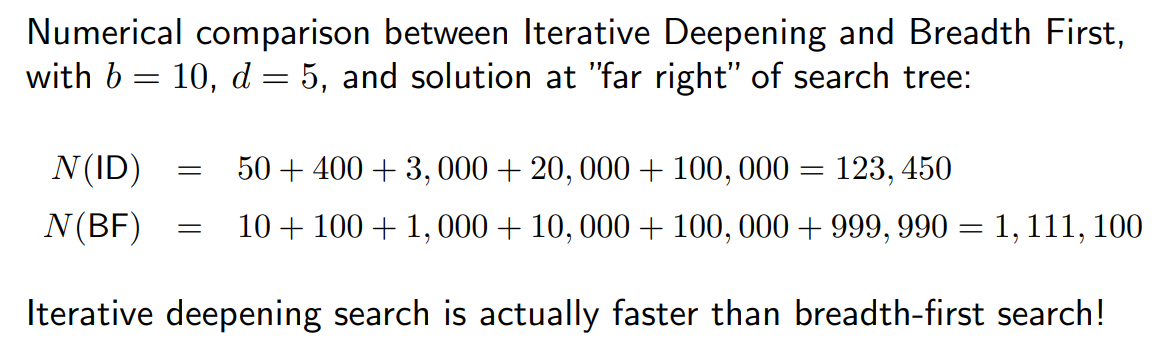 Numerical comparison between Iterative Deepening and Breadth First,
with b = 10, d = 5, and solution at ”far right” of search tree:
N(ID) = 50 + 400 + 3, 000 + 20, 000 + 100, 000 = 123, 450
N(BF) = 10 + 100 + 1, 000 + 10, 000 + 100, 000 + 999, 990 = 1, 111, 100
Iterative deepening search is actually faster than breadth-first search!